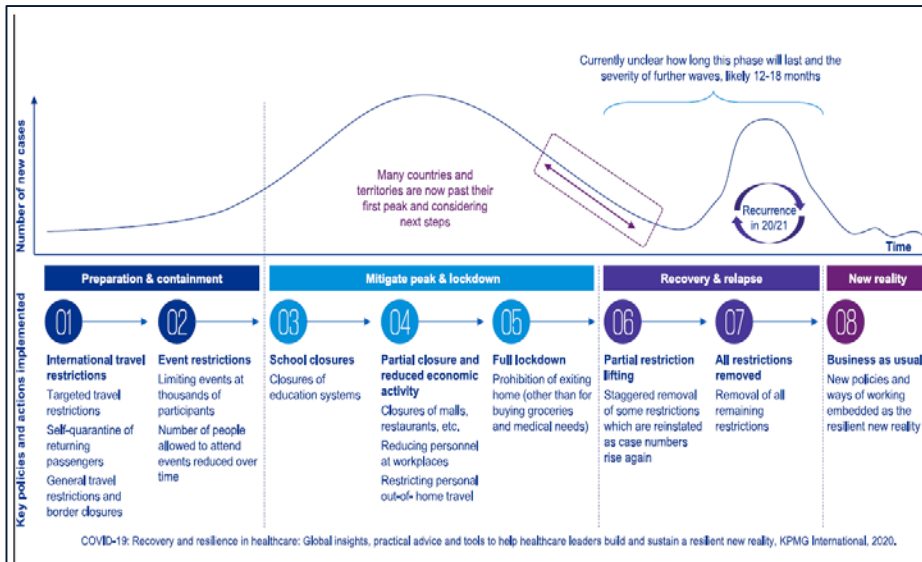 Currently unclear how long this phase will last and the
severity of further waves, likely 12-18 months
Number of new cases
Many countries and
territories are now past their
first peak and considering
next steps
Recurrence
in 20/21
Time
Key policies and actions implemented
Preparation & containment
Mitigate peak & lockdown
Recovery & relapse
New reality
01
International travel
restrictions
Targeted travel
restrictions
Self-quarantine of
returning
passengers
General travel
restrictions and
border closures
02
Event restrictions
Limiting events at
thousands of
participants
Number of people
allowed to attend
events reduced over
time
03
School closures
Closures of
education systems
04
Partial closure and
reduced economic
activity
Closures of malls,
restaurants, etc.
Reducing personnel
at workplaces
Restricting personal
out-of- home travel
05
Full lockdown
Prohibition of exiting
home (other than for
buying groceries
and medical needs)
06
Partial restriction
lifting
Staggered removal
of some restrictions
which are reinstated
as case numbers
rise again
07
All restrictions
removed
Removal of all
remaining
restrictions
08
Business as usual
New policies and
ways of working
embedded as the
resilient new reality
COVID-19: Recovery and resilience in healthcare: Global insights, practical advice and tools to help healthcare leaders build and sustain a resilient new reality, KPMG International, 2020.